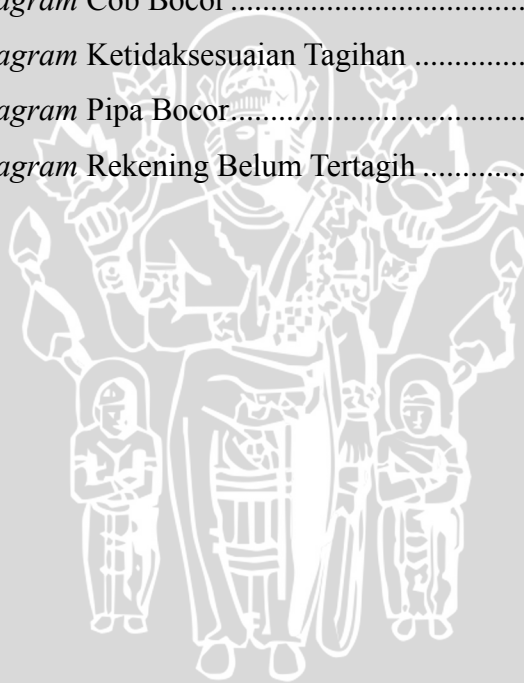 agram Cob Bocor ....................................
agram Ketidaksesuaian Tagihan ..............
agram Pipa Bocor.....................................
agram Rekening Belum Tertagih .............